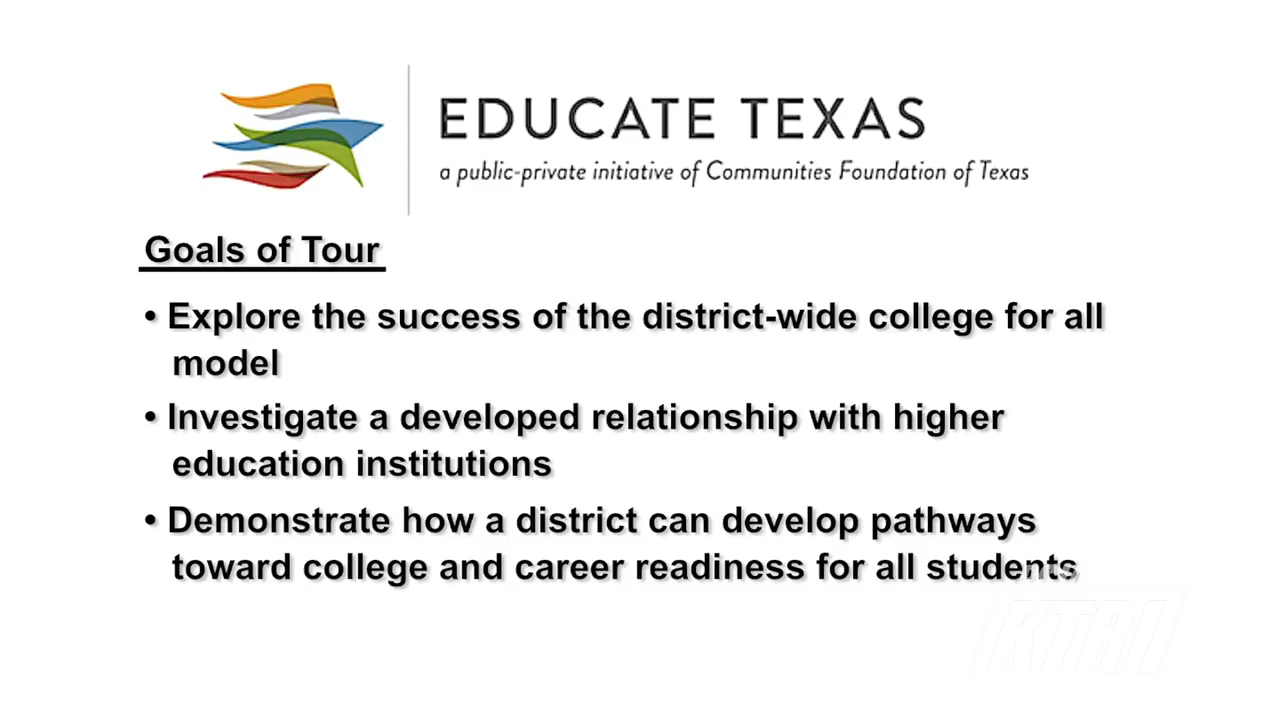 EDUCATE TEXAS
a public-private initiative of Communities Foundation of Texas
Goals of Tour
• Explore the success of the district-wide college for all
model
• Investigate a developed relationship with higher
education institutions
• Demonstrate how a district can develop pathways
toward college and career readiness for all students